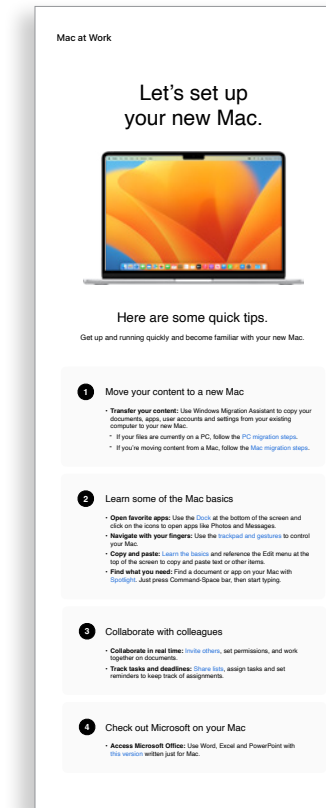 Mac at Work
Let’s set up
your new Mac.
Here are some quick tips.
Get up and running quickly and become familiar with your new Mac.
1 Move your content to a new Mac
• Transfer your content: Use Windows Migration Assistant to copy your
documents, apps, user accounts and settings from your existing
computer to your new Mac.
- If your files are currently on a PC, follow the PC migration steps.
- If you’re moving content from a Mac, follow the Mac migration steps.
2 Learn some of the Mac basics
• Open favorite apps: Use the Dock at the bottom of the screen and
click on the icons to open apps like Photos and Messages.
• Navigate with your fingers: Use the trackpad and gestures to control
your Mac.
• Copy and paste: Learn the basics and reference the Edit menu at the
top of the screen to copy and paste text or other items.
• Find what you need: Find a document or app on your Mac with
Spotlight. Just press Command-Space bar, then start typing.
3 Collaborate with colleagues
• Collaborate in real time: Invite others, set permissions, and work
together on documents.
• Track tasks and deadlines: Share lists, assign tasks and set
reminders to keep track of assignments.
4 Check out Microsoft on your Mac
• Access Microsoft Office: Use Word, Excel and PowerPoint with
this version written just for Mac.